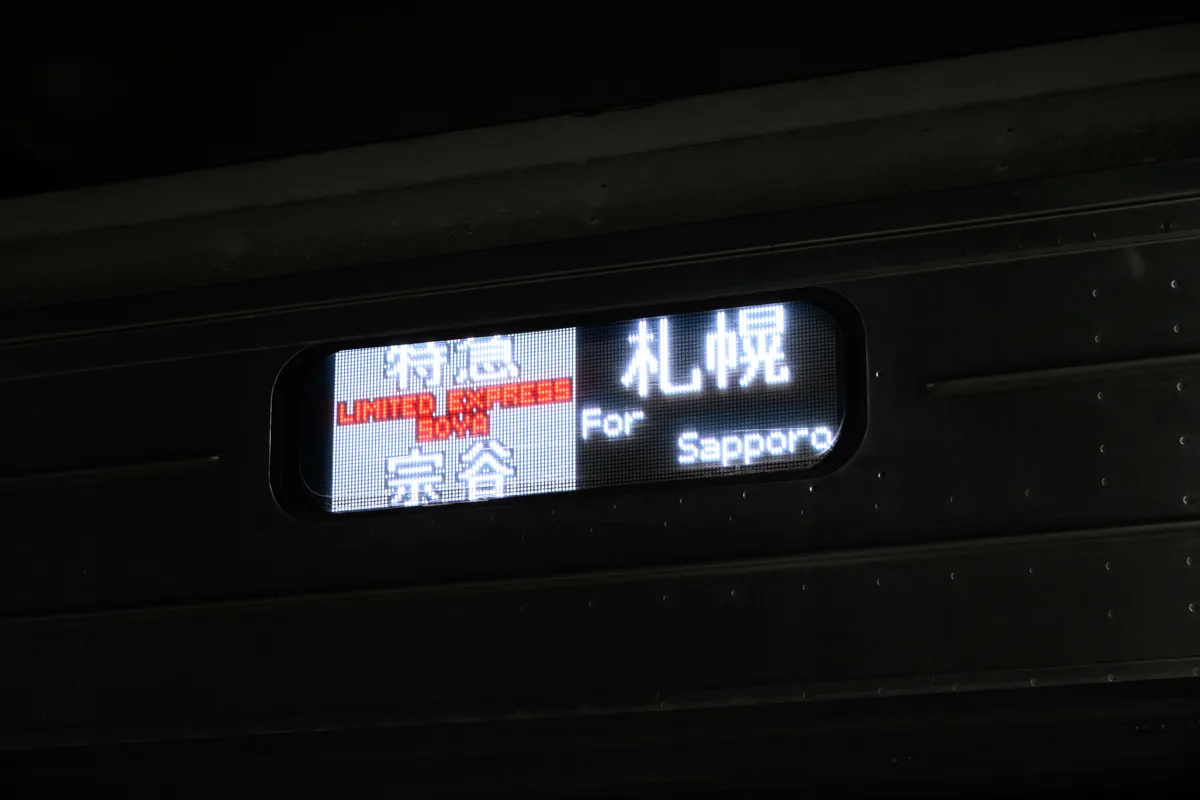 特急
LIMITED EXPRESS
SOYA
宗谷
札幌
For
Sapporo